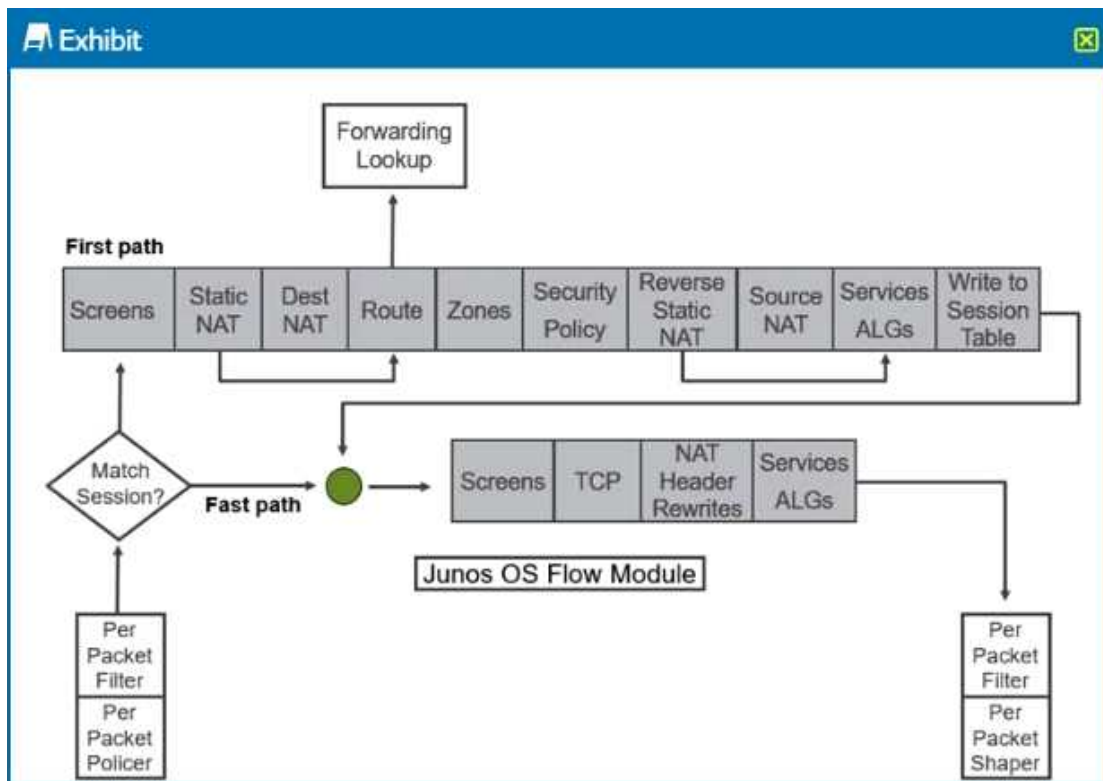 Exhibit
Forwarding
Lookup
First path
Screens
Static
NAT
Dest
NAT
Route
Zones
Security
Policy
Reverse
Static
NAT
Source
NAT
Services
ALGs
Write to
Session
Table
Match
Session?
Fast path
Screens
TCP
NAT
Header
Rewrites
Services
ALGs
Junos OS Flow Module
Per
Packet
Filter
Per
Packet
Policer
Per
Packet
Filter
Per
Packet
Shaper